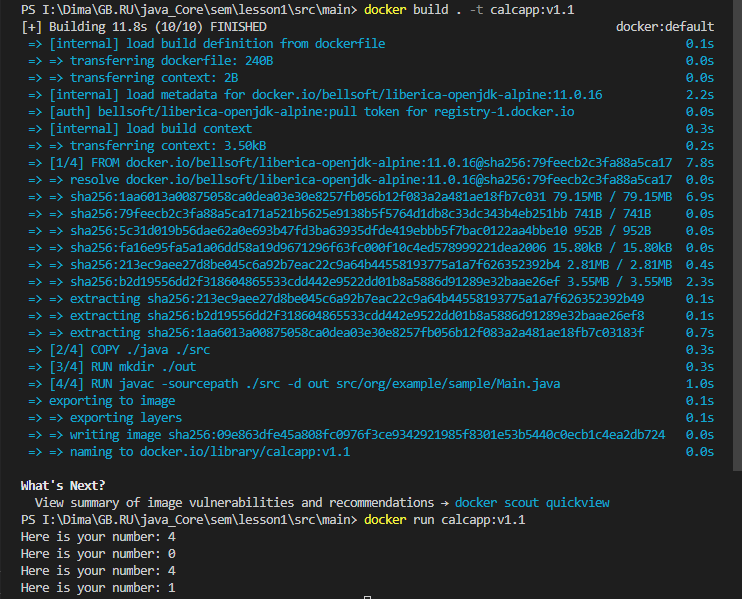 PS I:\Dima\GB.RU\java_Core\sem\lesson1\src\main> docker build . -t calcapp:v1.1
[+] Building 11.8s (10/10) FINISHED docker:default
=> [internal] load build definition from dockerfile 0.1s
=> => transferring dockerfile: 240B 0.0s
=> => transferring context: 2B 0.0s
=> [internal] load metadata for docker.io/bellsoft/liberica-openjdk-alpine:11.0.16 2.2s
=> [auth] bellsoft/liberica-openjdk-alpine:pull token for registry-1.docker.io 0.0s
=> [internal] load build context 0.3s
=> => transferring context: 3.50kB 0.2s
=> [1/4] FROM docker.io/bellsoft/liberica-openjdk-alpine:11.0.16@sha256:79feecb2c3fa88a5ca17 7.8s
=> => resolve docker.io/bellsoft/liberica-openjdk-alpine:11.0.16@sha256:79feecb2c3fa88a5ca17 0.0s
=> => sha256:1aa6013a00875058ca0dea03e30e8257fb056b12f083a2a481ae18fb7c031 79.15MB / 79.15MB 6.9s
=> => sha256:79feecb2c3fa88a5ca171a521b5625e9138b5f5764d1db8c33dc343b4eb251bb 741B / 741B 0.0s
=> => sha256:5c31d019b56dae62a0e693b47fd3ba63935dfde419ebbb5f7bac0122aa4bbe10 952B / 952B 0.0s
=> => sha256:fa16e95fa5a1a06dd58a19d9671296f63fc000f10c4ed578999221dea2006 15.80kB / 15.80kB 0.0s
=> => sha256:213ec9aee27d8be045c6a92b7eac22c9a64b44558193775a1a7f626352392b4 2.81MB / 2.81MB 0.4s
=> => sha256:b2d19556dd2f318604865533cdd442e9522dd01b8a5886d91289e32baae26ef 3.55MB / 3.55MB 2.3s
=> => extracting sha256:213ec9aee27d8be045c6a92b7eac22c9a64b44558193775a1a7f626352392b49 0.1s
=> => extracting sha256:b2d19556dd2f318604865533cdd442e9522dd01b8a5886d91289e32baae26ef8 0.1s
=> => extracting sha256:1aa6013a00875058ca0dea03e30e8257fb056b12f083a2a481ae18fb7c03183f 0.7s
=> [2/4] COPY ./java ./src 0.3s
=> [3/4] RUN mkdir ./out 0.3s
=> [4/4] RUN javac -sourcepath ./src -d out src/org/example/sample/Main.java 1.0s
=> exporting to image 0.1s
=> => exporting layers 0.1s
=> => writing image sha256:09e863dfe45a808fc0976f3ce9342921985f8301e53b5440c0ecb1c4ea2db724 0.0s
=> => naming to docker.io/library/calcapp:v1.1 0.0s
What's Next?
View summary of image vulnerabilities and recommendations → docker scout quickview
PS I:\Dima\GB.RU\java_Core\sem\lesson1\src\main> docker run calcapp:v1.1
Here is your number: 4
Here is your number: 0
Here is your number: 4
Here is your number: 1